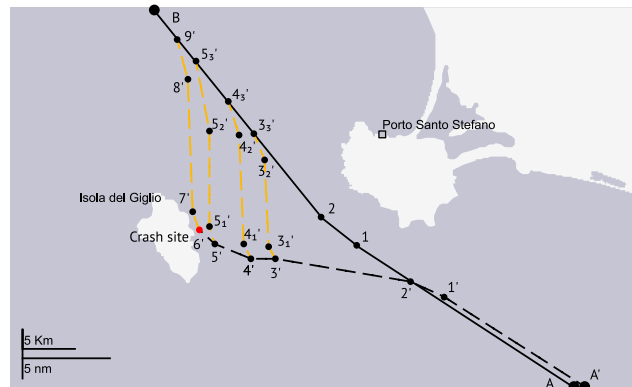 B
9'
5₃'
8'
4₃'
3₃'
5₂'
4₂'
3₂'
Porto Santo Stefano
Isola del Giglio
7'
2
5₁'
Crash site
6'
5'
4₁'
3₁'
1
4'
3'
2'
1'
5 Km
5 nm
A
A'